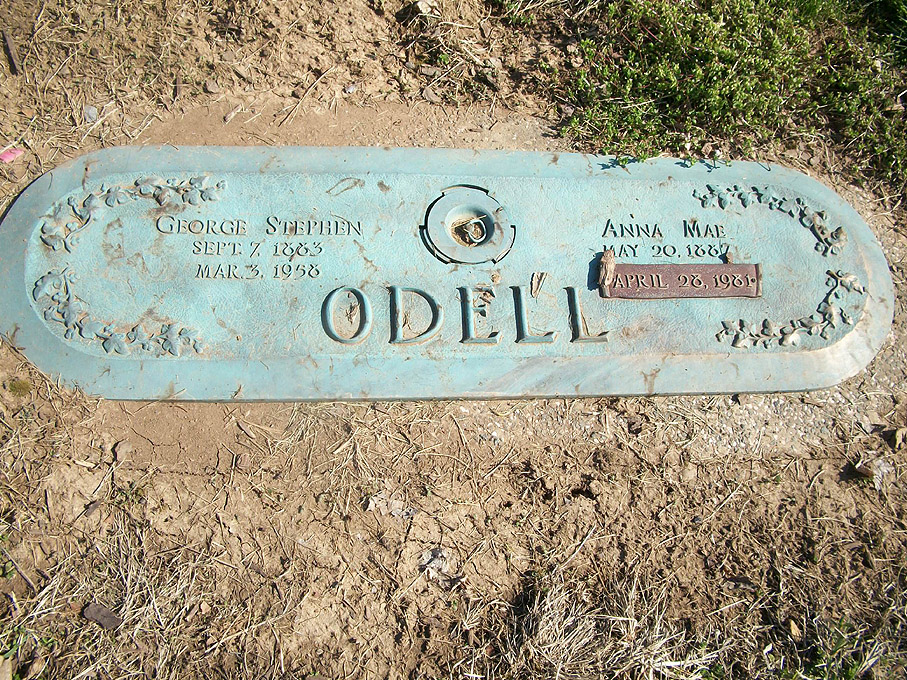 George Stephen
Sept. 7, 1883
Mar. 3, 1958
Anna Mae
May 20, 1887
April 28, 1981
ODELL